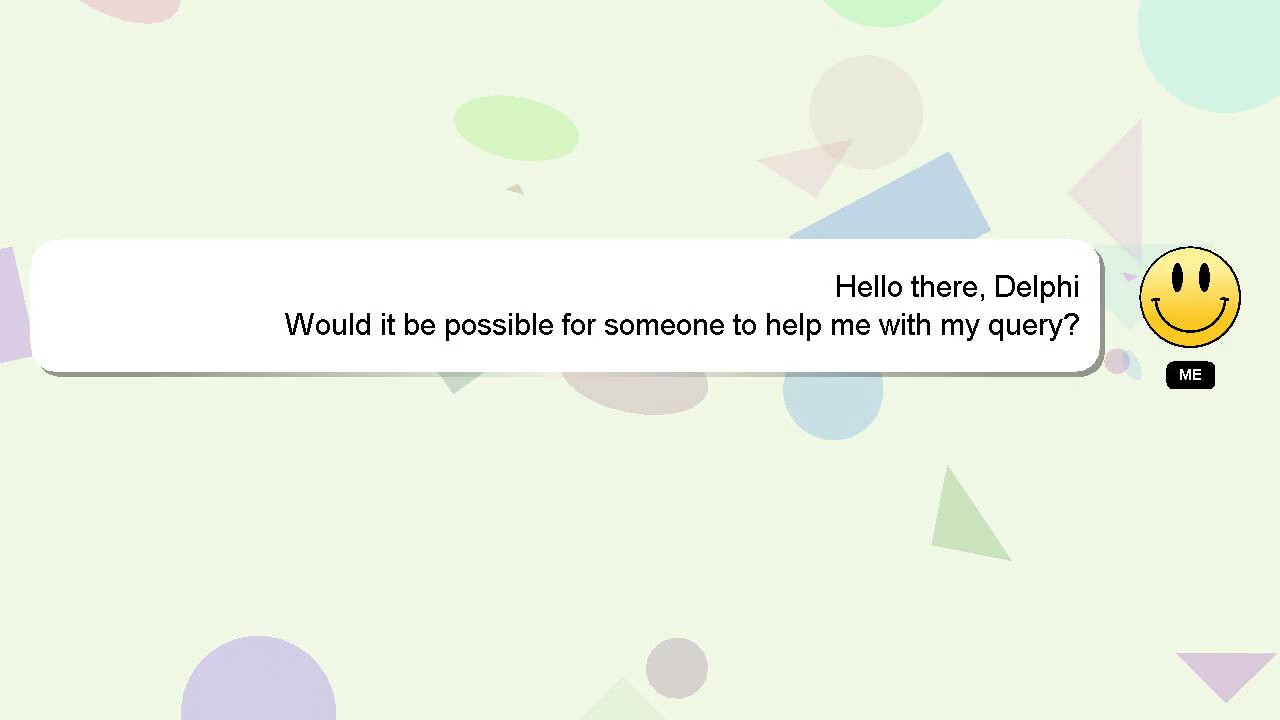 Hello there, Delphi
Would it be possible for someone to help me with my query?
ME